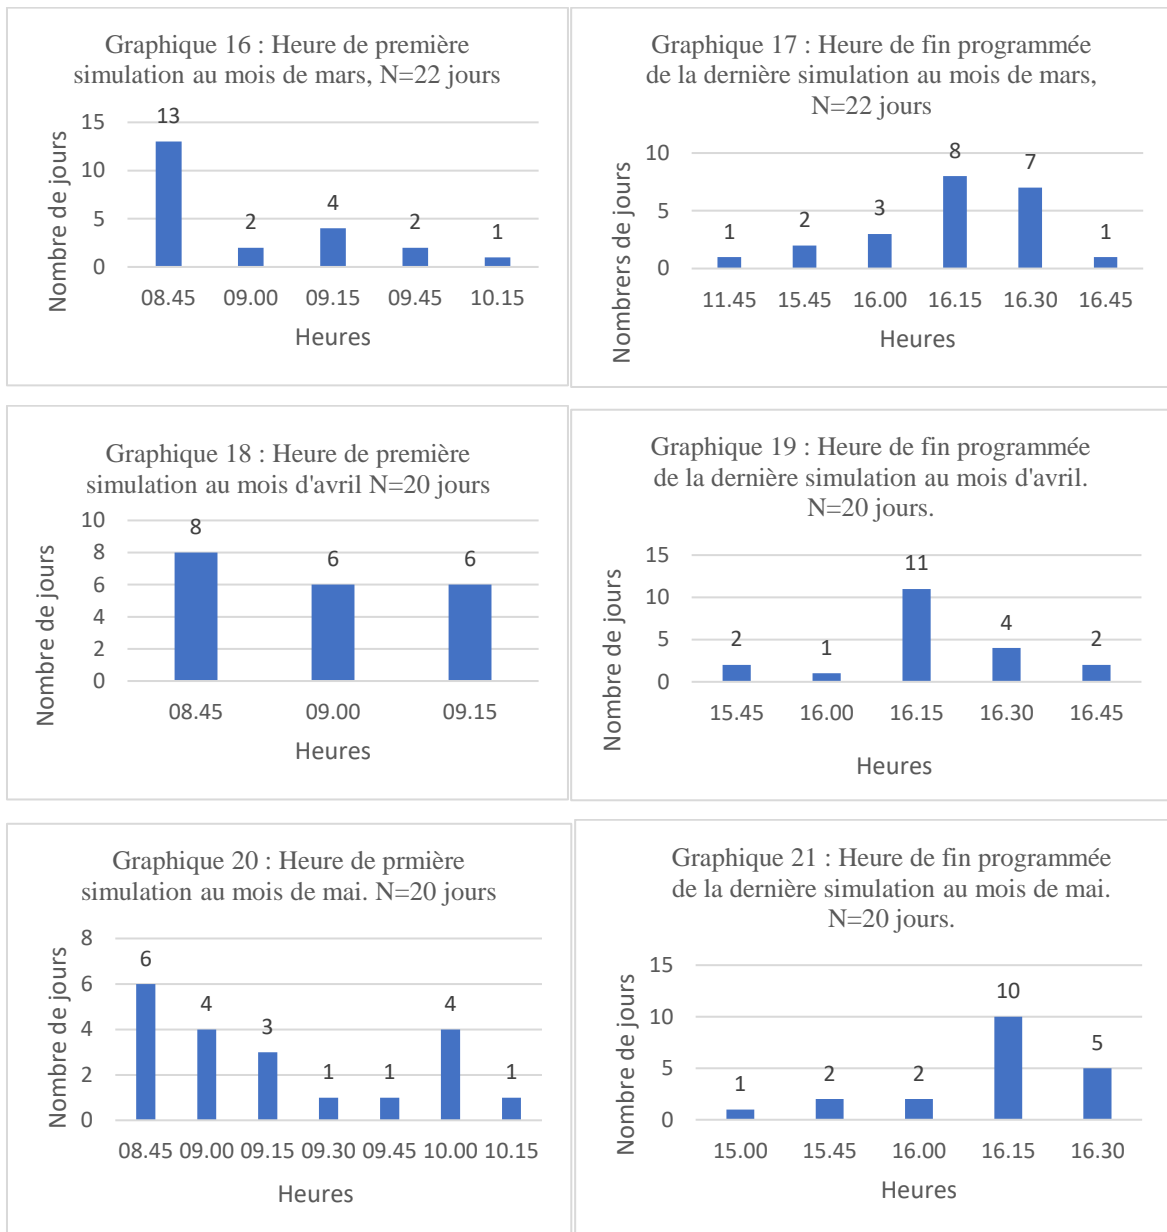 Graphique 16 : Heure de première
simulation au mois de mars, N=22 jours
Nombre de jours
15
10
5
0
13
2
4
2
1
08.45 09.00 09.15 09.45 10.15
Heures
Graphique 17 : Heure de fin programmée
de la dernière simulation au mois de mars,
N=22 jours
Nombrers de jours
10
5
0
1
2
3
8
7
1
11.45 15.45 16.00 16.15 16.30 16.45
Heures
Graphique 18 : Heure de première
simulation au mois d'avril N=20 jours
Nombre de jours
10
8
6
4
2
0
8
6
6
08.45 09.00 09.15
Heures
Graphique 19 : Heure de fin programmée
de la dernière simulation au mois d'avril.
N=20 jours.
Nombre de jours
15
10
5
0
2
1
11
4
2
15.45 16.00 16.15 16.30 16.45
Heures
Graphique 20 : Heure de prmière
simulation au mois de mai. N=20 jours
Nombre de jours
8
6
4
2
0
6
4
3
1
1
4
1
08.45 09.00 09.15 09.30 09.45 10.00 10.15
Heures
Graphique 21 : Heure de fin programmée
de la dernière simulation au mois de mai.
N=20 jours.
Nombre de jours
15
10
5
0
1
2
2
10
5
15.00 15.45 16.00 16.15 16.30
Heures